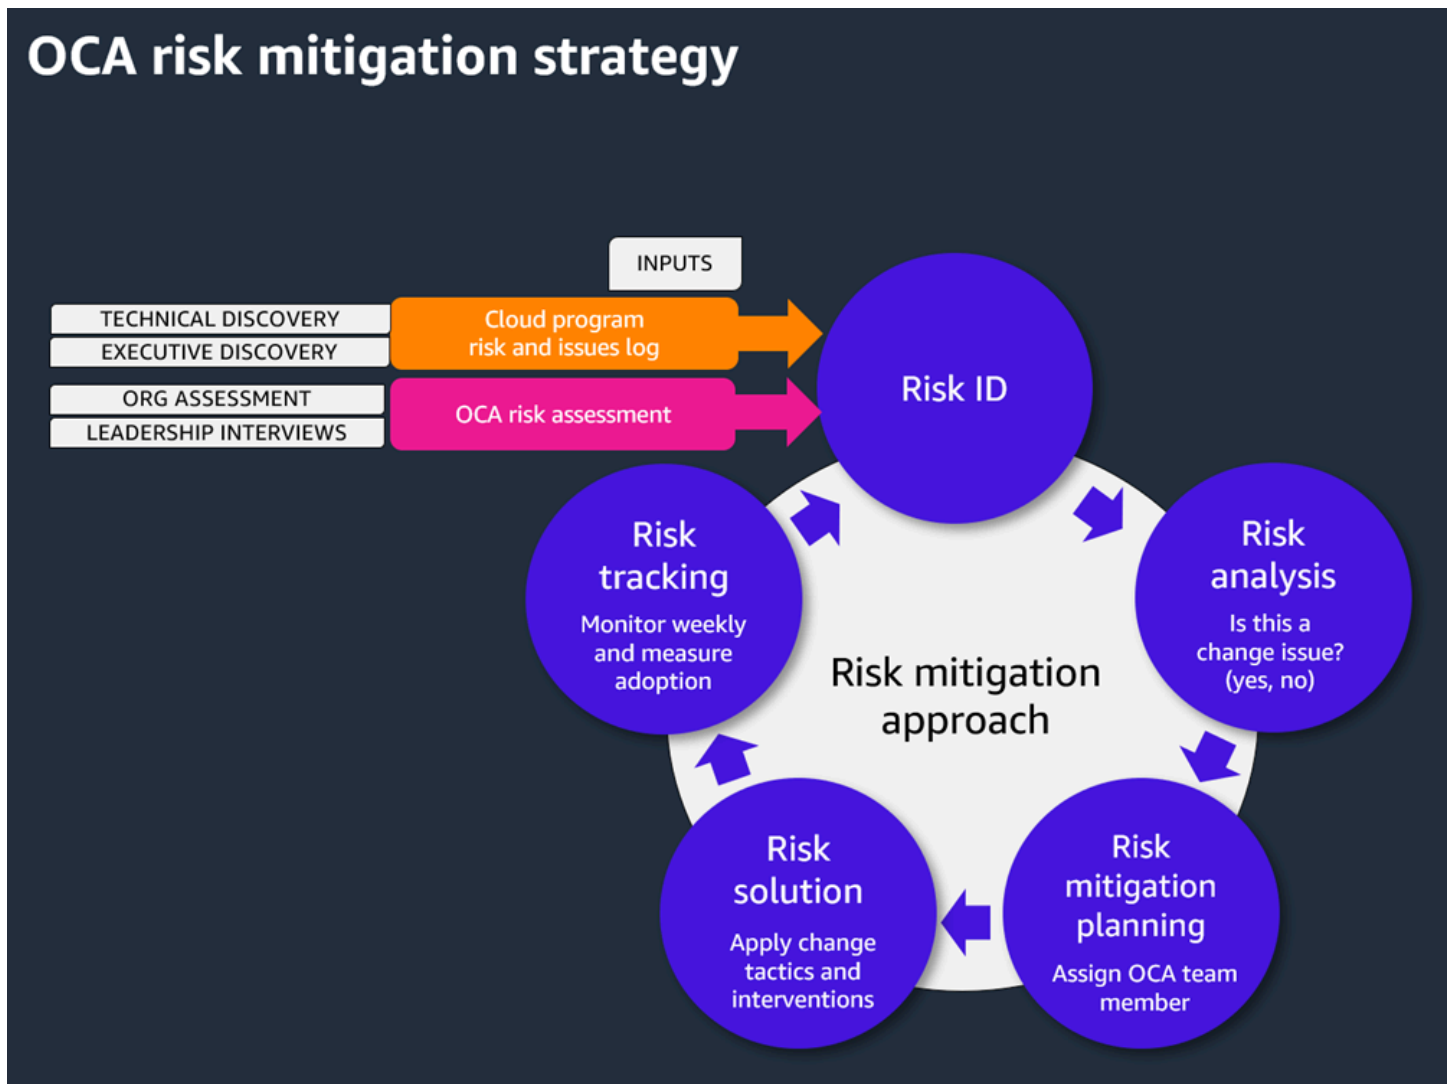 OCA risk mitigation strategy
INPUTS
TECHNICAL DISCOVERY
EXECUTIVE DISCOVERY
Cloud program
risk and issues log
ORG ASSESSMENT
LEADERSHIP INTERVIEWS
OCA risk assessment
Risk ID
Risk
analysis
Is this a
change issue?
(yes, no)
Risk
mitigation
planning
Assign OCA team
member
Risk
solution
Apply change
tactics and
interventions
Risk
tracking
Monitor weekly
and measure
adoption
Risk mitigation
approach